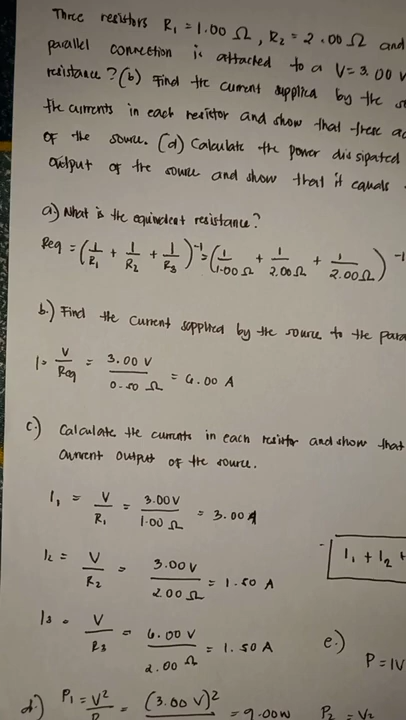 Three resistors R₁ = 1.00 Ω, R₂ = 2.00 Ω and
parallel connection is attached to a V = 3.00 V
resistance? (b) Find the current supplied by the
the currents in each resistor and show that these
of the source. (d) Calculate the power dissipated
output of the source and show that it equals
a.) What is the equivalent resistance?
Req = (1/R₁ + 1/R₂ + 1/R₃)⁻¹ = (1/1.00 Ω + 1/2.00 Ω + 1/2.00 Ω)⁻¹
b.) Find the current supplied by the source to the para
I = V/Req = 3.00 V/0.50 Ω = 6.00 A
c.) Calculate the currents in each resistor and show that
current output of the source.
I₁ = V/R₁ = 3.00 V/1.00 Ω = 3.00 A
I₂ = V/R₂ = 3.00 V/2.00 Ω = 1.50 A
I₁ + I₂ +
I₃ = V/R₃ = 6.00 V/2.00 Ω = 1.50 A
e.)
P = IV
d.) P₁ = V²/R = (3.00 V)² = 9.00W P₂ = V²